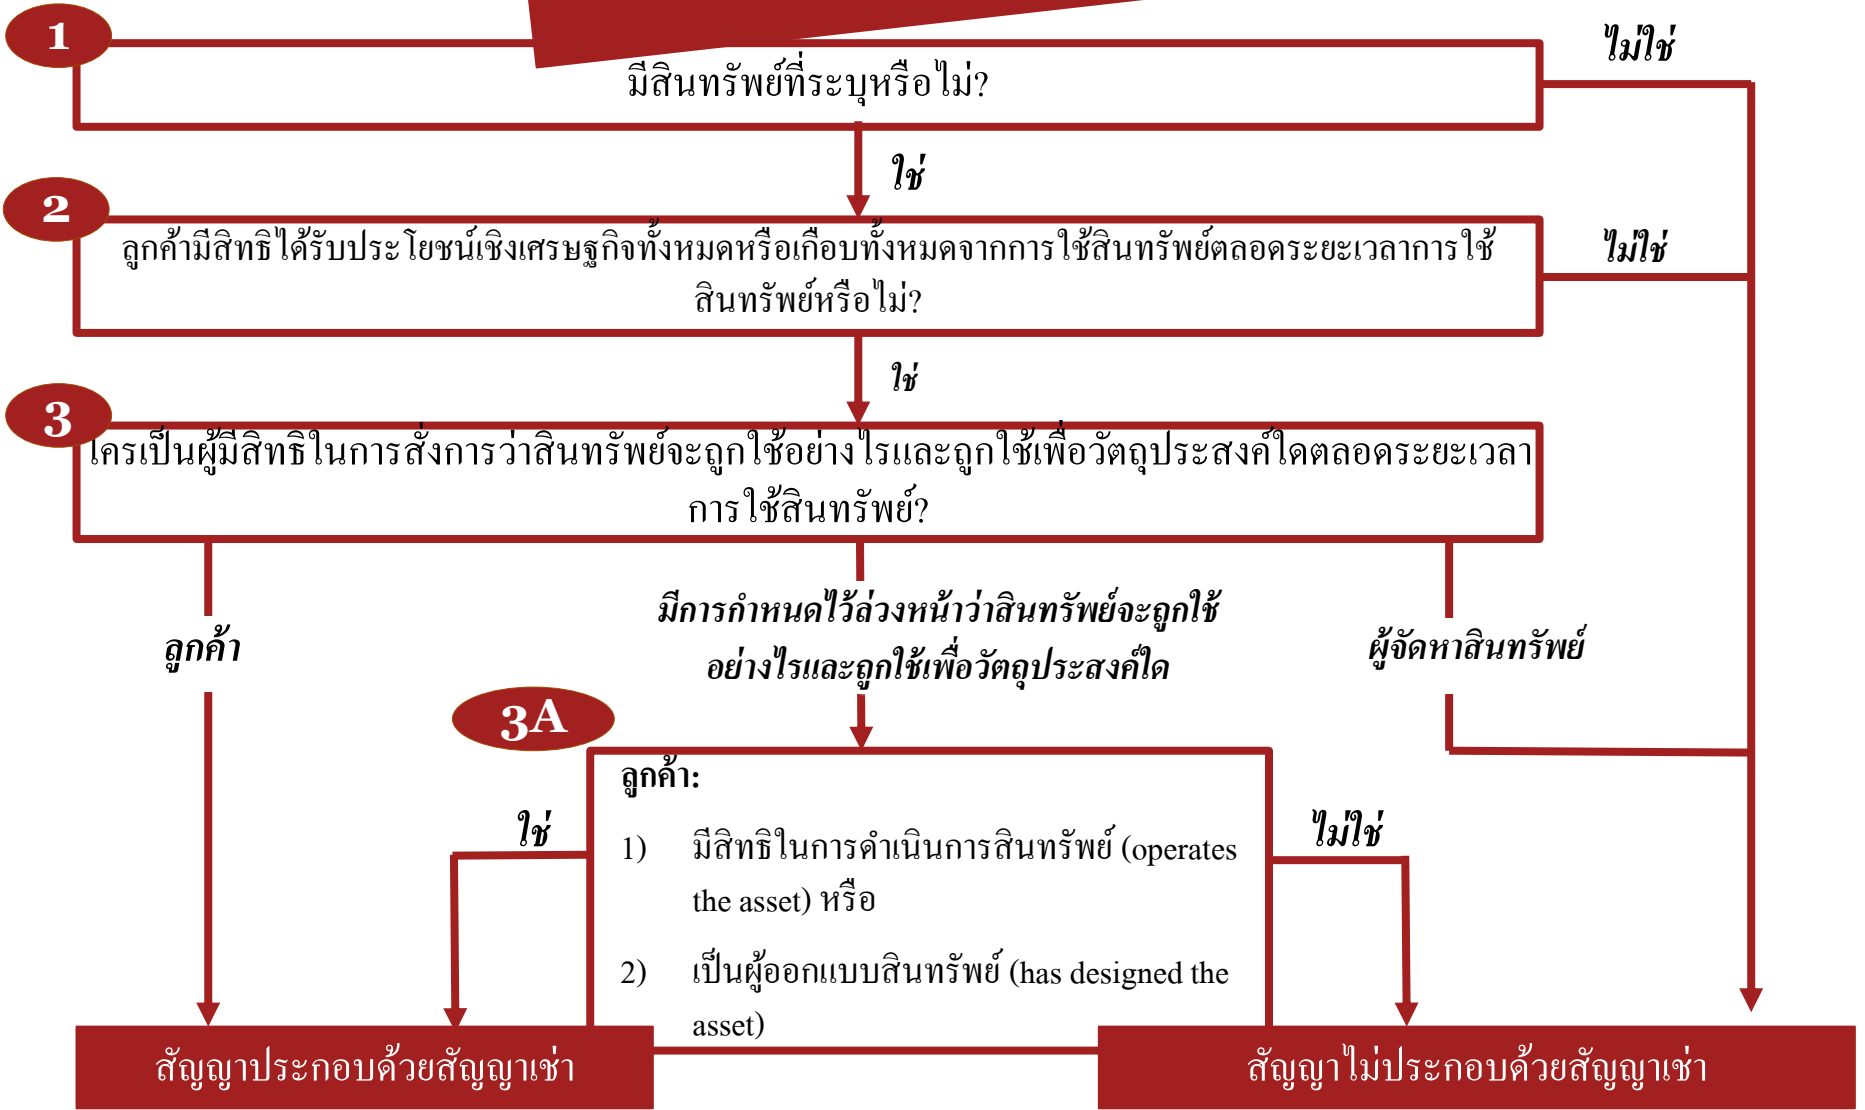 1
มีสินทรัพย์ที่ระบุหรือไม่?
ไม่ใช่
ใช่
2
ลูกค้ามีสิทธิได้รับประโยชน์เชิงเศรษฐกิจทั้งหมดหรือเกือบทั้งหมดจากการใช้สินทรัพย์ตลอดระยะเวลาการใช้
สินทรัพย์หรือไม่?
ไม่ใช่
ใช่
3
ใครเป็นผู้มีสิทธิในการสั่งการว่าสินทรัพย์จะถูกใช้อย่างไรและถูกใช้เพื่อวัตถุประสงค์ใดตลอดระยะเวลา
การใช้สินทรัพย์?
ลูกค้า
มีการกำหนดไว้ล่วงหน้าว่าสินทรัพย์จะถูกใช้
อย่างไรและถูกใช้เพื่อวัตถุประสงค์ใด
ผู้จัดหาสินทรัพย์
3A
ลูกค้า:
ใช่
1) มีสิทธิในการดำเนินการสินทรัพย์ (operates
the asset) หรือ
2) เป็นผู้ออกแบบสินทรัพย์ (has designed the
asset)
ไม่ใช่
สัญญาประกอบด้วยสัญญาเช่า
สัญญาไม่ประกอบด้วยสัญญาเช่า